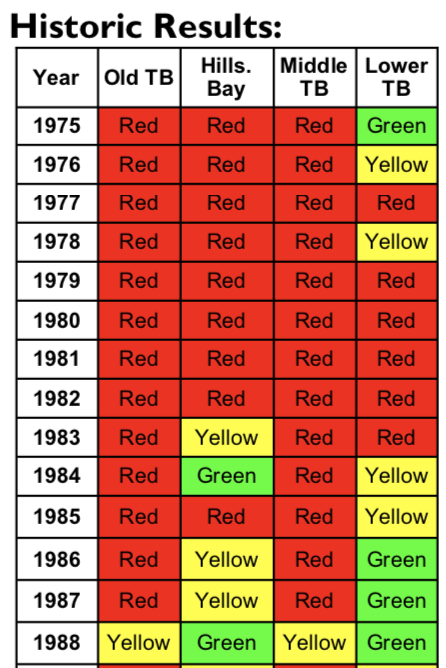 Historic Results:
Year Old TB Hills. Bay Middle TB Lower TB
1975 Red Red Red Green
1976 Red Red Red Yellow
1977 Red Red Red Red
1978 Red Red Red Yellow
1979 Red Red Red Red
1980 Red Red Red Red
1981 Red Red Red Red
1982 Red Red Red Red
1983 Red Yellow Red Red
1984 Red Green Red Yellow
1985 Red Red Red Yellow
1986 Red Yellow Red Green
1987 Red Yellow Red Green
1988 Yellow Green Yellow Green